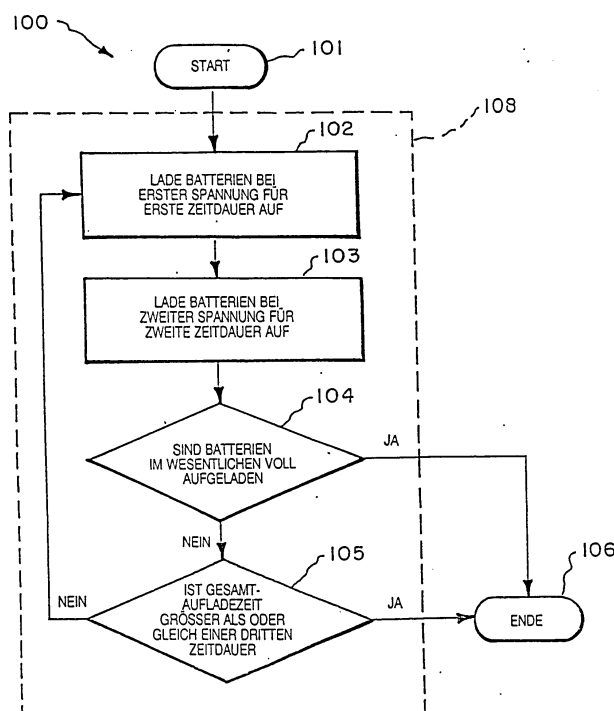 100
101
START
108
102
LADE BATTERIEN BEI
ERSTER SPANNUNG FÜR
ERSTE ZEITDAUER AUF
103
LADE BATTERIEN BEI
ZWEITER SPANNUNG FÜR
ZWEITE ZEITDAUER AUF
104
SIND BATTERIEN
IM WESENTLICHEN VOLL
AUFGELADEN
JA
NEIN
105
106
IST GESAMT-
AUFLADEZEIT
GRÖSSER ALS ODER
GLEICH EINER DRITTEN
ZEITDAUER
NEIN
JA
ENDE